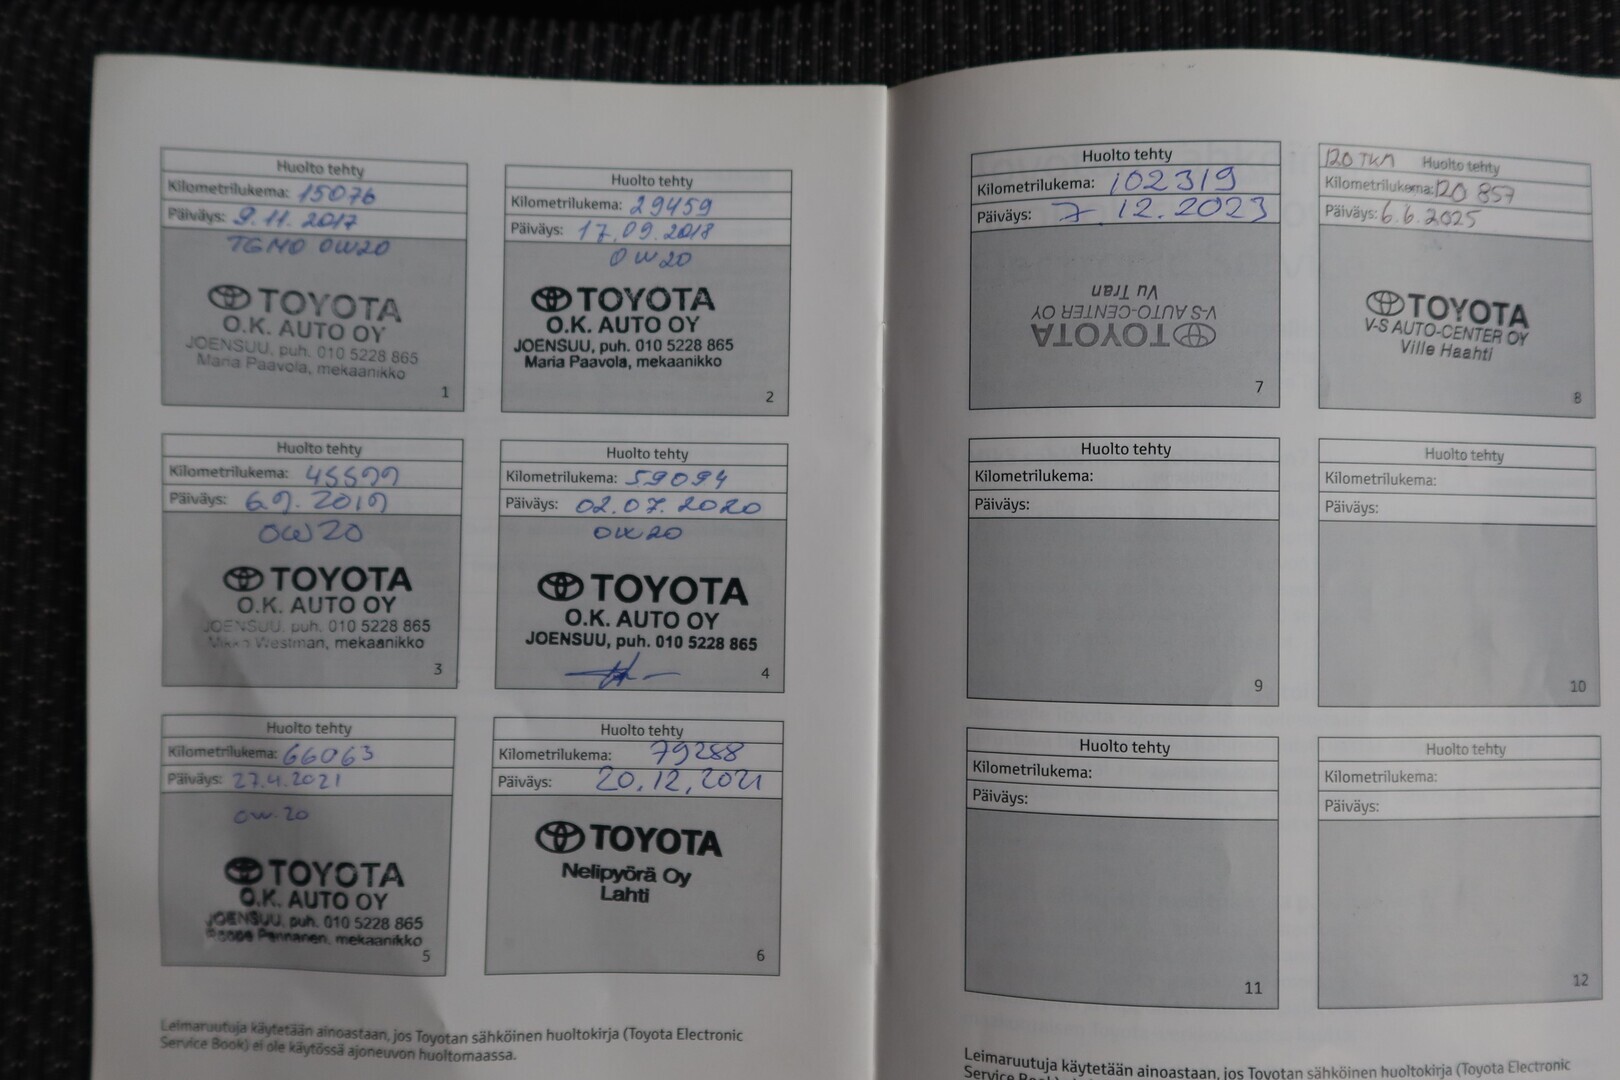 Huolto tehty
Kilometrilukema: 15076
Päiväys: 9.11.2017
TGMO 0W20
TOYOTA
O.K. AUTO OY
JOENSUU, puh. 010 5228 865
Maria Paavola, mekaanikko
1
Huolto tehty
Kilometrilukema: 29459
Päiväys: 17.09.2018
0W20
TOYOTA
O.K. AUTO OY
JOENSUU, puh. 010 5228 865
Maria Paavola, mekaanikko
2
Huolto tehty
Kilometrilukema: 45599
Päiväys: 6.9.2019
0W20
TOYOTA
O.K. AUTO OY
JOENSUU, puh. 010 5228 865
Westman, mekaanikko
3
Huolto tehty
Kilometrilukema: 59094
Päiväys: 02.07.2020
0W20
TOYOTA
O.K. AUTO OY
JOENSUU, puh. 010 5228 865
4
Huolto tehty
Kilometrilukema: 66063
Päiväys: 27.4.2021
0W-20
TOYOTA
O.K. AUTO OY
JOENSUU, puh. 010 5228 865
Pennanen, mekaanikko
5
Huolto tehty
Kilometrilukema: 79288
Päiväys: 20.12.2021
TOYOTA
Nelipyörä Oy
Lahti
6
Leimaruutuja käytetään ainoastaan, jos Toyotan sähköinen huoltokirja (Toyota Electronic
Service Book) ei ole käytössä ajoneuvon huoltomaassa.
Huolto tehty
Kilometrilukema: 102319
Päiväys: 7.12.2023
TOYOTA
V-S AUTO-CENTER OY
Vu Tran
7
120 TKM Huolto tehty
Kilometrilukema: 120 857
Päiväys: 6.6.2025
TOYOTA
V-S AUTO-CENTER OY
Ville Haahti
8
Huolto tehty
Kilometrilukema:
Päiväys:
9
Huolto tehty
Kilometrilukema:
Päiväys:
10
Huolto tehty
Kilometrilukema:
Päiväys:
11
Huolto tehty
Kilometrilukema:
Päiväys:
12
Leimaruutuja käytetään ainoastaan, jos Toyotan sähköinen huoltokirja (Toyota Electronic
Service